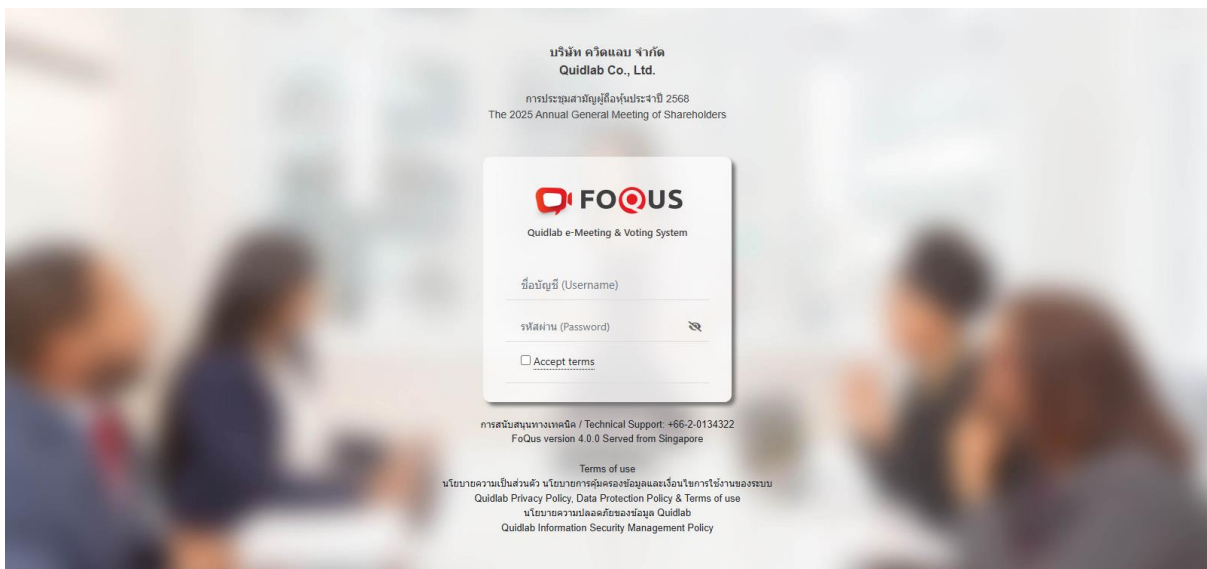 บริษัท ควิดแลบ จำกัด
Quidlab Co., Ltd.
การประชุมสามัญผู้ถือหุ้นประจำปี 2568
The 2025 Annual General Meeting of Shareholders
FOQUS
Quidlab e-Meeting & Voting System
ชื่อบัญชี (Username)
รหัสผ่าน (Password)
Accept terms
การสนับสนุนทางเทคนิค / Technical Support: +66-2-0134322
FoQus version 4.0.0 Served from Singapore
Terms of use
นโยบายความเป็นส่วนตัว นโยบายการคุ้มครองข้อมูลและเงื่อนไขการใช้งานของระบบ
Quidlab Privacy Policy, Data Protection Policy & Terms of use
นโยบายความปลอดภัยของข้อมูล Quidlab
Quidlab Information Security Management Policy